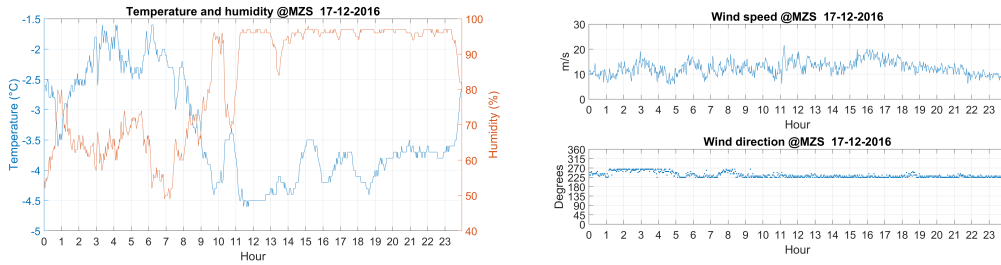 Temperature and humidity @MZS 17-12-2016
-1.5
-2
-2.5
-3
-3.5
-4
-4.5
-5
Temperature (°C)
100
90
80
70
60
50
40
Humidity (%)
0 1 2 3 4 5 6 7 8 9 10 11 12 13 14 15 16 17 18 19 20 21 22 23
Hour
Wind speed @MZS 17-12-2016
30
20
10
0
m/s
0 1 2 3 4 5 6 7 8 9 10 11 12 13 14 15 16 17 18 19 20 21 22 23
Hour
Wind direction @MZS 17-12-2016
360
315
270
225
180
135
90
45
0
Degrees
0 1 2 3 4 5 6 7 8 9 10 11 12 13 14 15 16 17 18 19 20 21 22 23
Hour